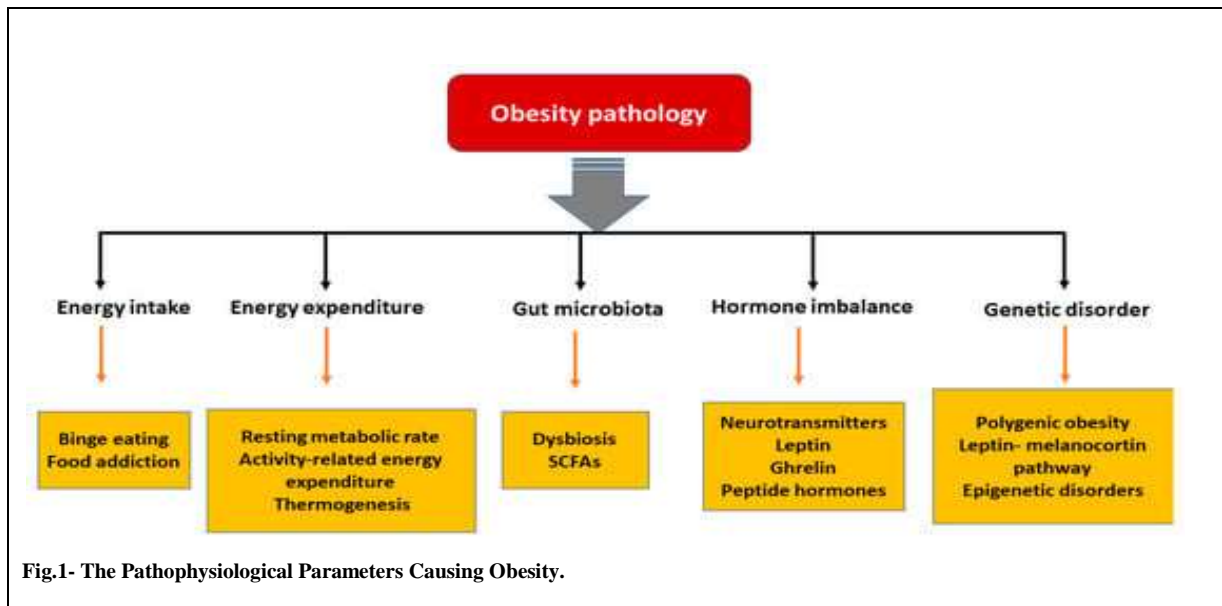 Obesity pathology
Energy intake
Energy expenditure
Gut microbiota
Hormone imbalance
Genetic disorder
Binge eating
Food addiction
Resting metabolic rate
Activity-related energy
expenditure
Thermogenesis
Dysbiosis
SCFAs
Neurotransmitters
Leptin
Ghrelin
Peptide hormones
Polygenic obesity
Leptin- melanocortin
pathway
Epigenetic disorders
Fig.1- The Pathophysiological Parameters Causing Obesity.